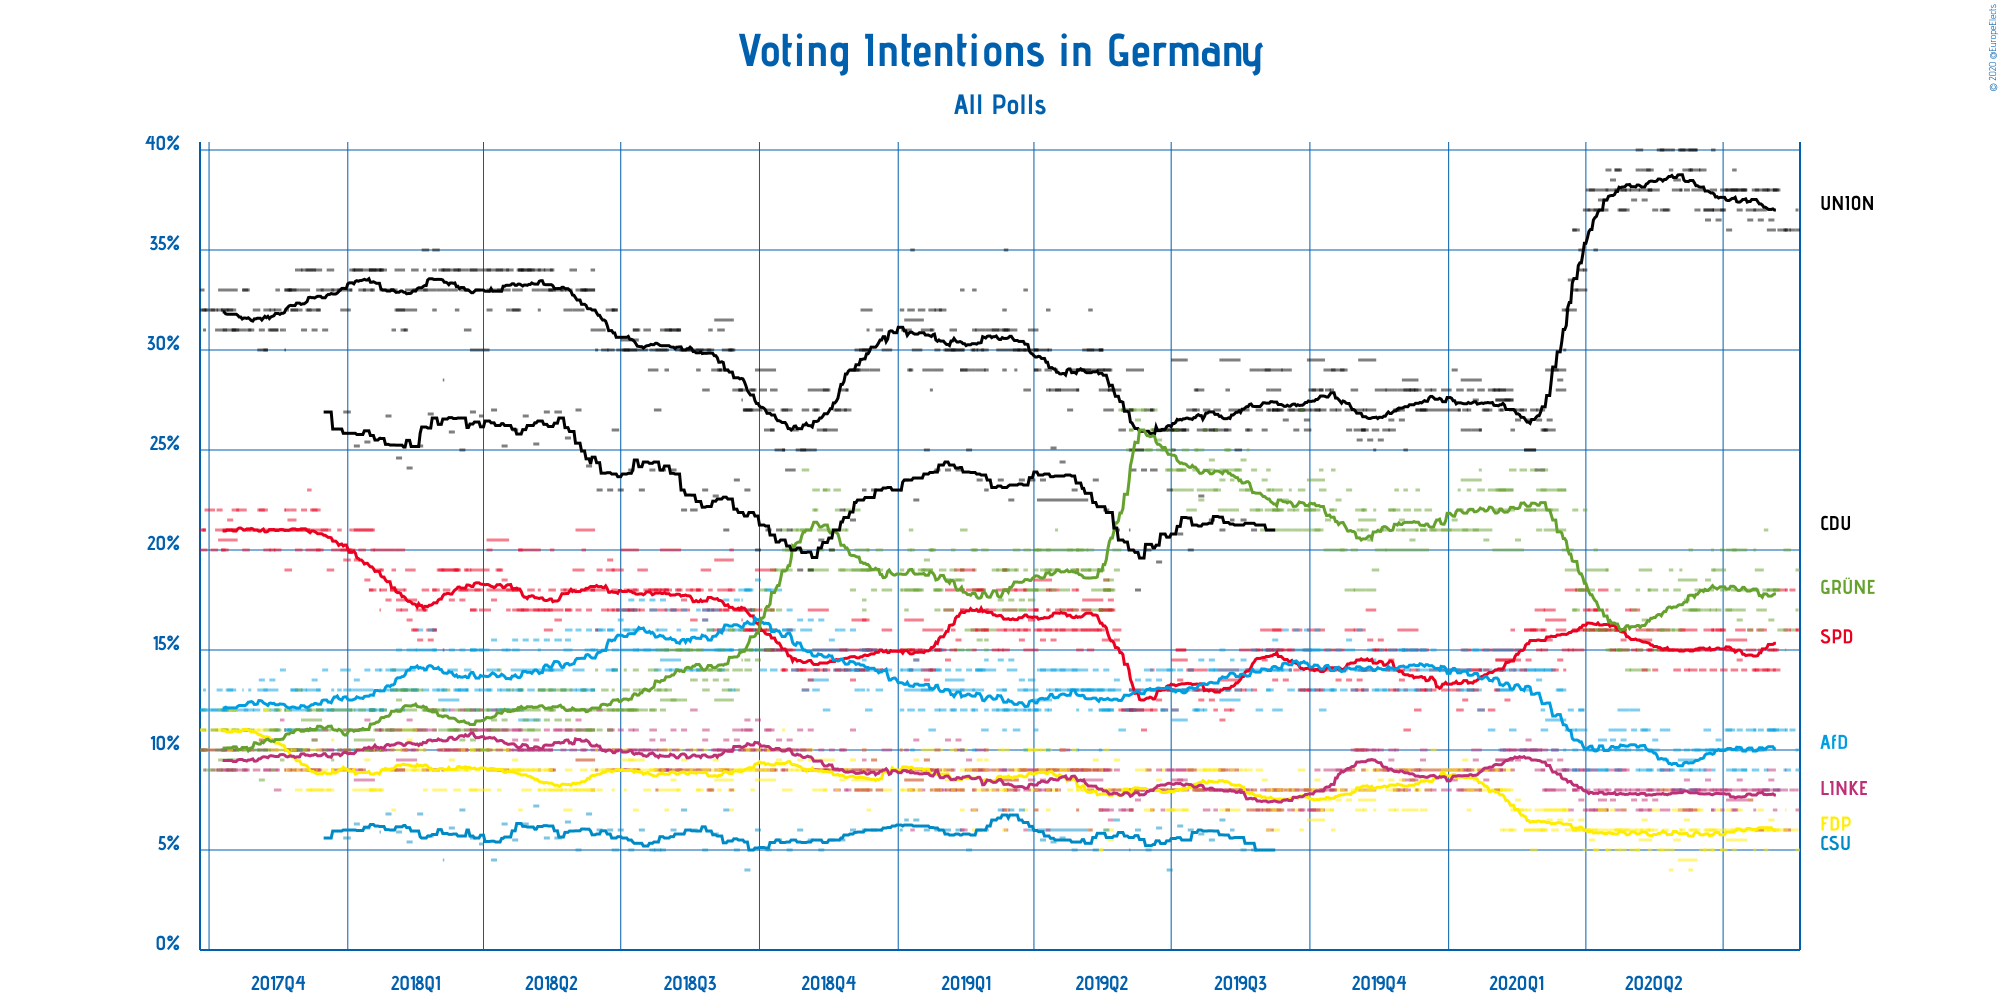 Voting Intentions in Germany
All Polls
© 2020 @EuropeElects
40%
35%
30%
25%
20%
15%
10%
5%
0%
UNION
CDU
GRÜNE
SPD
AfD
LINKE
FDP
CSU
2017Q4 2018Q1 2018Q2 2018Q3 2018Q4 2019Q1 2019Q2 2019Q3 2019Q4 2020Q1 2020Q2